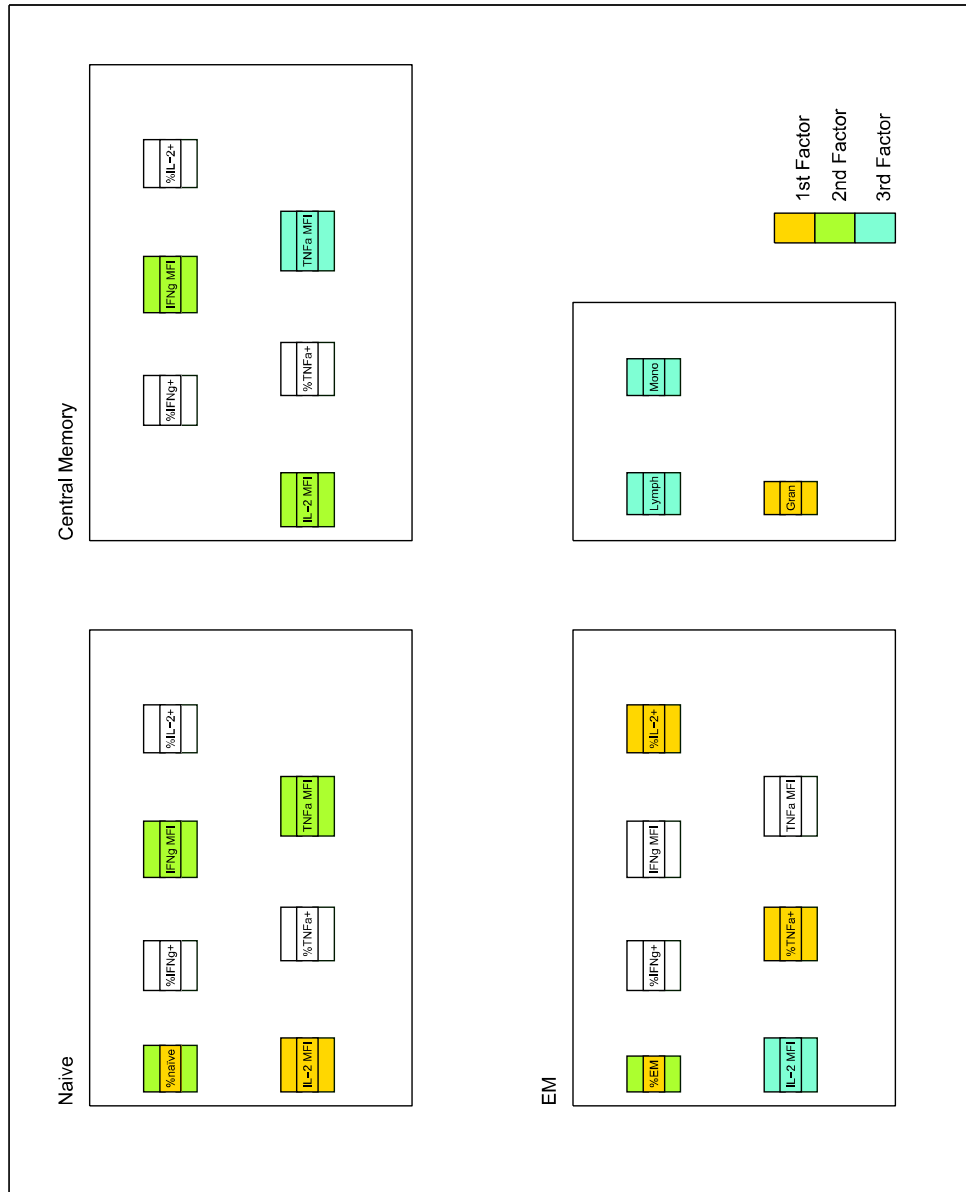 Naïve
%naïve
%IFNg+
IFNg MFI
%IL−2+
IL−2 MFI
%TNFa+
TNFa MFI
Central Memory
%IFNg+
IFNg MFI
%IL−2+
IL−2 MFI
%TNFa+
TNFa MFI
EM
%EM
%IFNg+
IFNg MFI
%IL−2+
IL−2 MFI
%TNFa+
TNFa MFI
Lymph
Mono
Gran
1st Factor
2nd Factor
3rd Factor